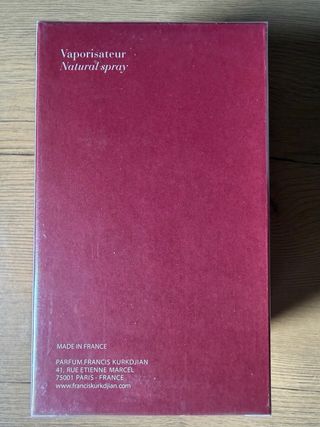 Vaporisateur
Natural spray
MADE IN FRANCE
PARFUM FRANCIS KURKDJIAN
41, RUE ETIENNE MARCEL
75001 PARIS - FRANCE
www.franciskurkdjian.com